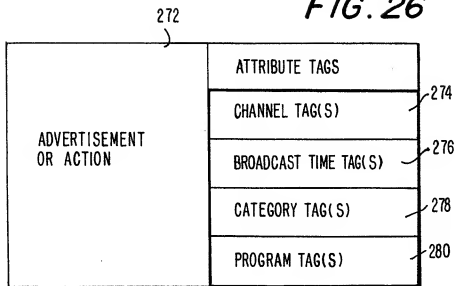 FIG. 26
272
ATTRIBUTE TAGS
274
CHANNEL TAG(S)
276
ADVERTISEMENT
OR ACTION
BROADCAST TIME TAG(S)
278
CATEGORY TAG(S)
280
PROGRAM TAG(S)